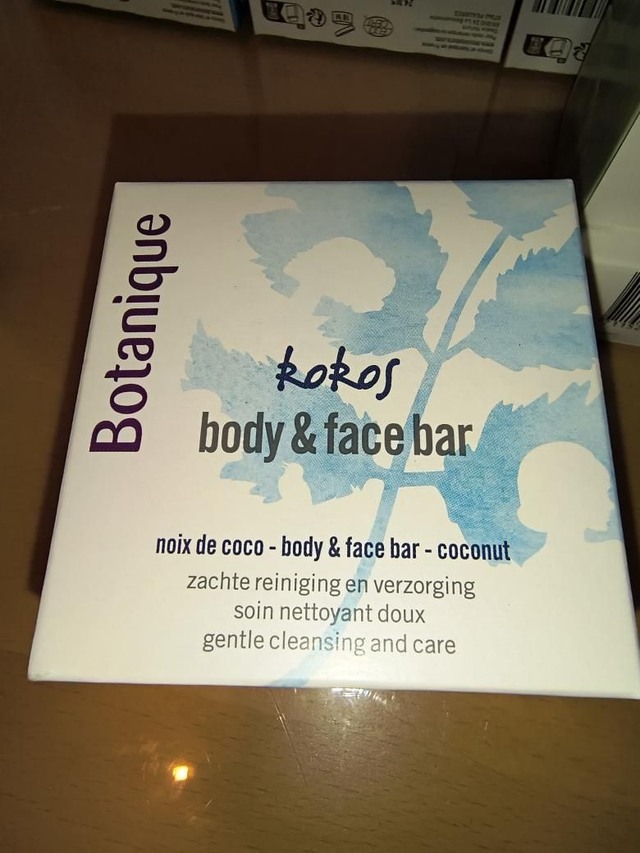 Botanique
kokos
body & face bar
noix de coco - body & face bar - coconut
zachte reiniging en verzorging
soin nettoyant doux
gentle cleansing and care